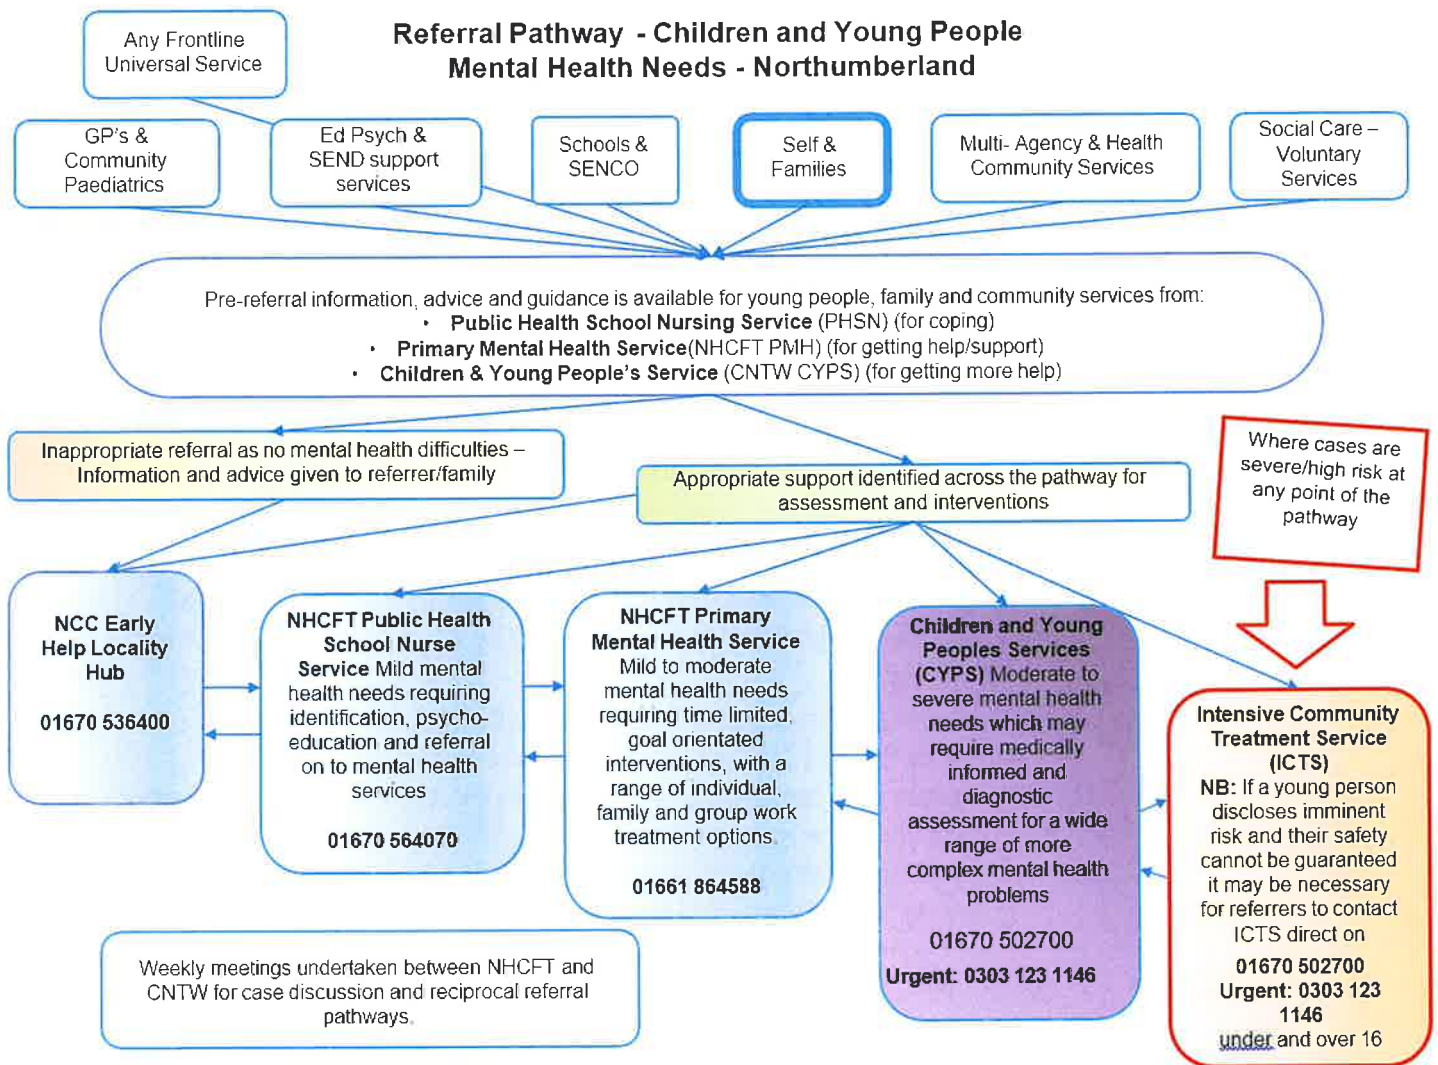 Referral Pathway - Children and Young People
Mental Health Needs - Northumberland
Any Frontline
Universal Service
GP's &
Community
Paediatrics
Ed Psych &
SEND support
services
Schools &
SENCO
Self &
Families
Multi- Agency & Health
Community Services
Social Care –
Voluntary
Services
Pre-referral information, advice and guidance is available for young people, family and community services from:
• Public Health School Nursing Service (PHSN) (for coping)
• Primary Mental Health Service(NHCFT PMH) (for getting help/support)
• Children & Young People's Service (CNTW CYPS) (for getting more help)
Inappropriate referral as no mental health difficulties –
Information and advice given to referrer/family
Appropriate support identified across the pathway for
assessment and interventions
Where cases are
severe/high risk at
any point of the
pathway
NCC Early
Help Locality
Hub
01670 536400
NHCFT Public Health
School Nurse
Service Mild mental
health needs requiring
identification, psycho-
education and referral
on to mental health
services
01670 564070
NHCFT Primary
Mental Health Service
Mild to moderate
mental health needs
requiring time limited,
goal orientated
interventions, with a
range of individual,
family and group work
treatment options.
01661 864588
Children and Young
Peoples Services
(CYPS) Moderate to
severe mental health
needs which may
require medically
informed and
diagnostic
assessment for a wide
range of more
complex mental health
problems
01670 502700
Urgent: 0303 123 1146
Intensive Community
Treatment Service
(ICTS)
NB: If a young person
discloses imminent
risk and their safety
cannot be guaranteed
it may be necessary
for referrers to contact
ICTS direct on
01670 502700
Urgent: 0303 123
1146
under and over 16
Weekly meetings undertaken between NHCFT and
CNTW for case discussion and reciprocal referral
pathways.